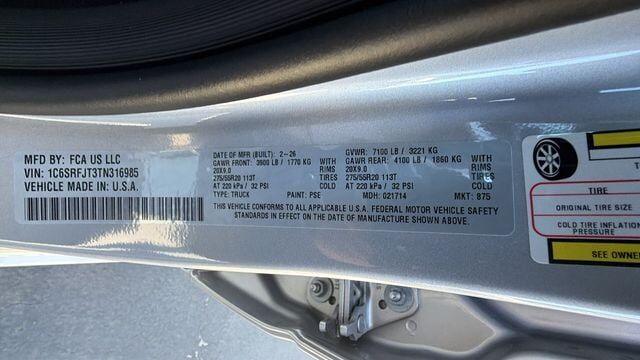 MFD BY: FCA US LLC
VIN: 1C6SRFJT3TN316985
VEHICLE MADE IN U.S.A.
DATE OF MFR (BUILT): 2-26
GAWR FRONT: 3900 LB/ 1770 KG WITH
20X9.0 RIMS
275/55R20 113T TIRES
AT 220 kPa/ 32 PSI COLD
TYPE: TRUCK PAINT: PSE
GVWR: 7100 LB / 3221 KG
GAWR REAR: 4100 LB/ 1860 KG WITH
20X9.0 RIMS
275/55R20 113T TIRES
AT 220 kPa/ 32 PSI COLD
MDH: 021714 MKT: 875
THIS VEHICLE CONFORMS TO ALL APPLICABLE U.S.A. FEDERAL MOTOR VEHICLE SAFETY
STANDARDS IN EFFECT ON THE DATE OF MANUFACTURE SHOWN ABOVE.
TIRE
ORIGINAL TIRE SIZE
COLD TIRE INFLATION
PRESSURE
SEE OWNE